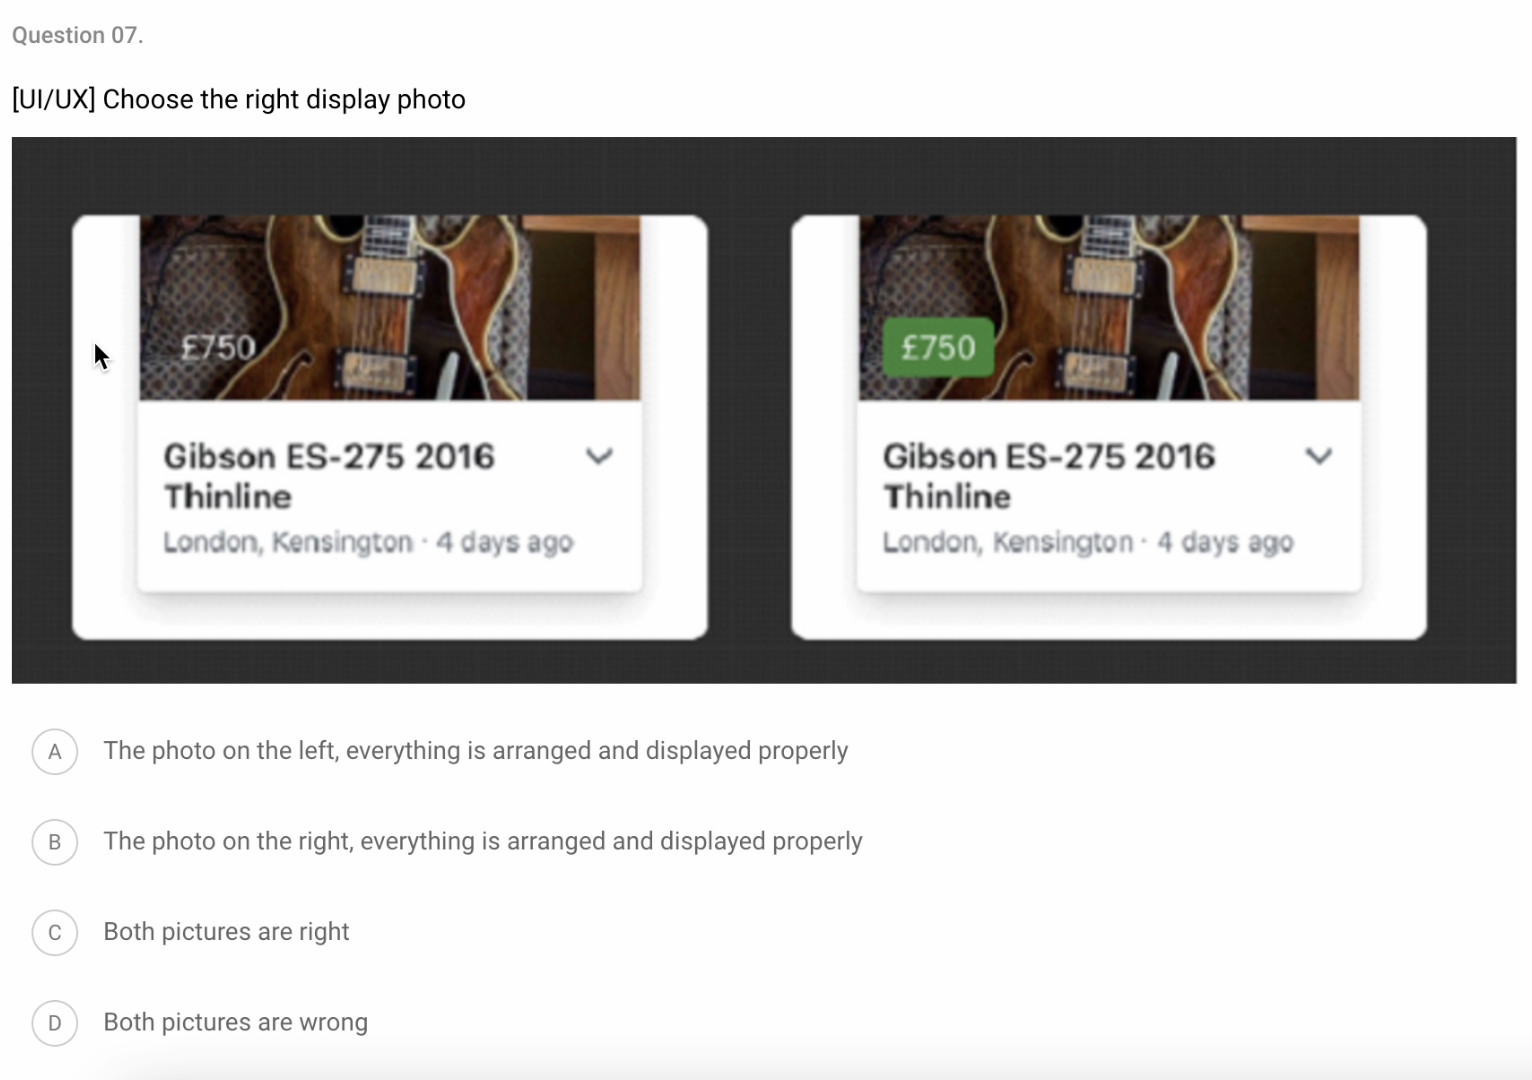 Question 07.
[UI/UX] Choose the right display photo
£750
Gibson ES-275 2016
Thinline
London, Kensington · 4 days ago
£750
Gibson ES-275 2016
Thinline
London, Kensington · 4 days ago
A The photo on the left, everything is arranged and displayed properly
B The photo on the right, everything is arranged and displayed properly
C Both pictures are right
D Both pictures are wrong